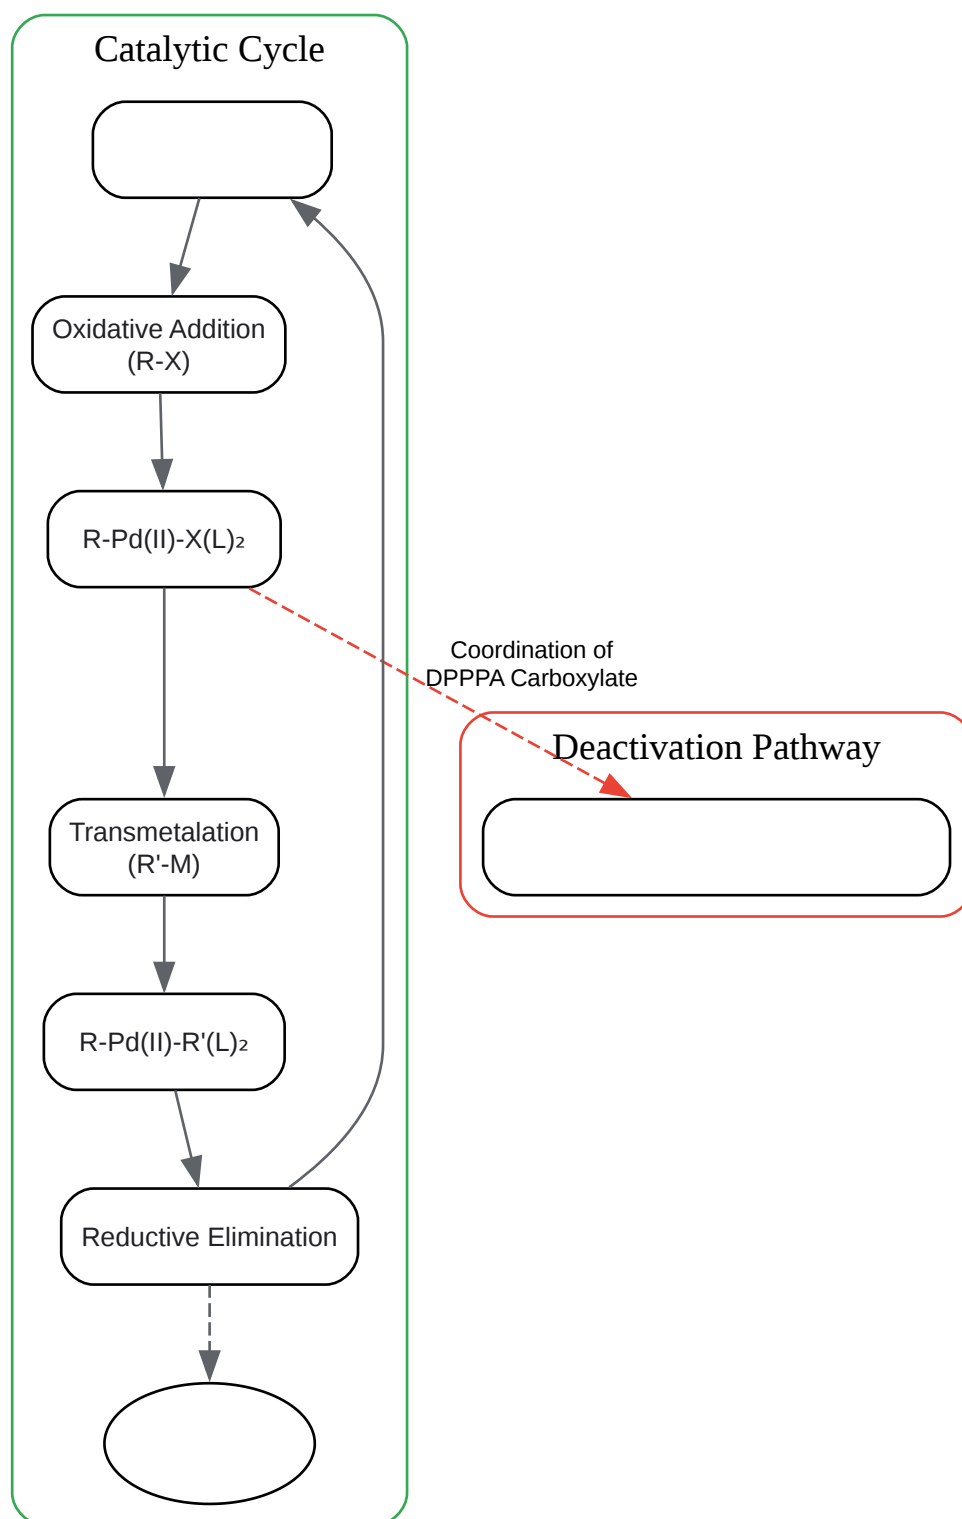 Catalytic Cycle
Oxidative Addition
(R-X)
R-Pd(II)-X(L)₂
Coordination of
DPPPA Carboxylate
Deactivation Pathway
Transmetalation
(R'-M)
R-Pd(II)-R'(L)₂
Reductive Elimination